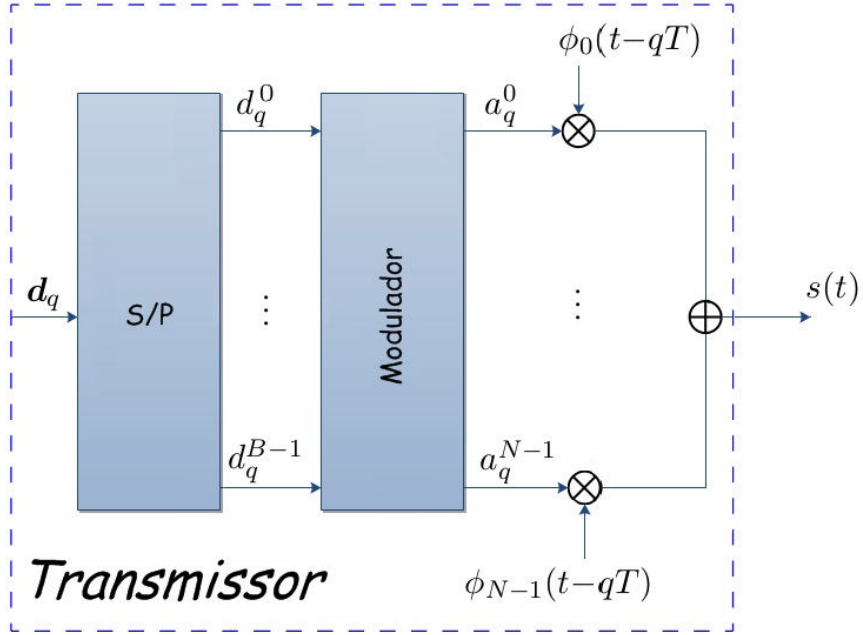 ϕ₀(t−qT)
d_q^0
a_q^0
𝒅_q
S/P
⋮
Modulador
⋮
s(t)
d_q^{B−1}
a_q^{N−1}
Transmissor
ϕ_{N−1}(t−qT)